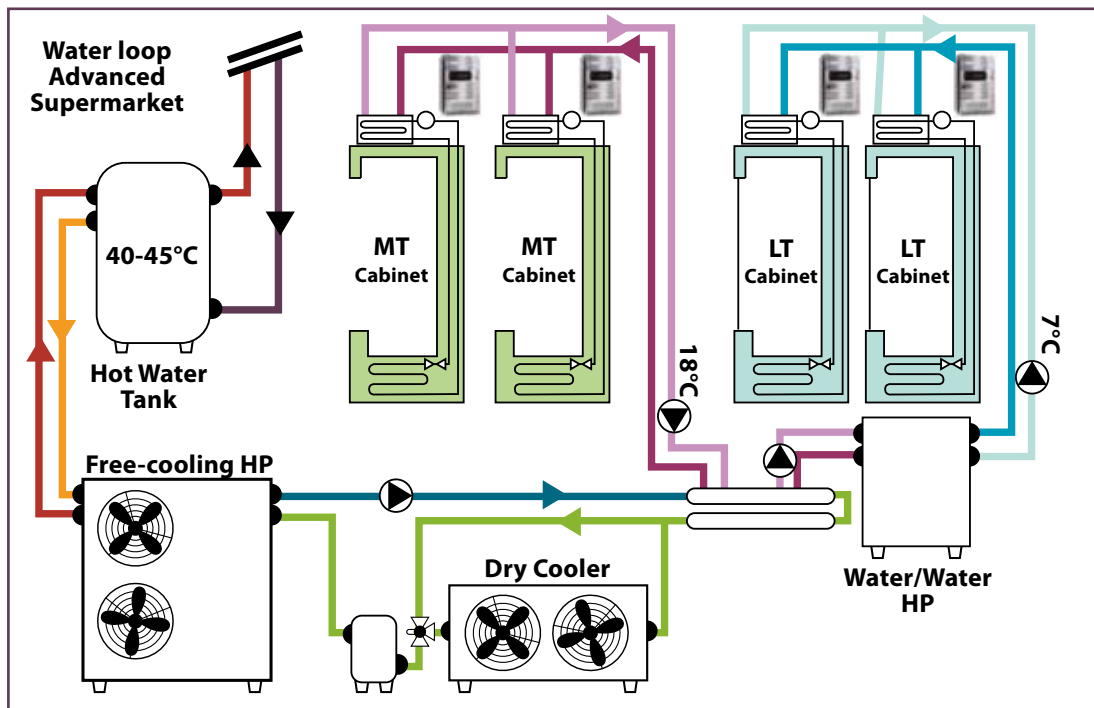 Water loop
Advanced
Supermarket
40-45°C
Hot Water
Tank
MT
Cabinet
MT
Cabinet
LT
Cabinet
LT
Cabinet
18°C
7°C
Free-cooling HP
Dry Cooler
Water/Water
HP